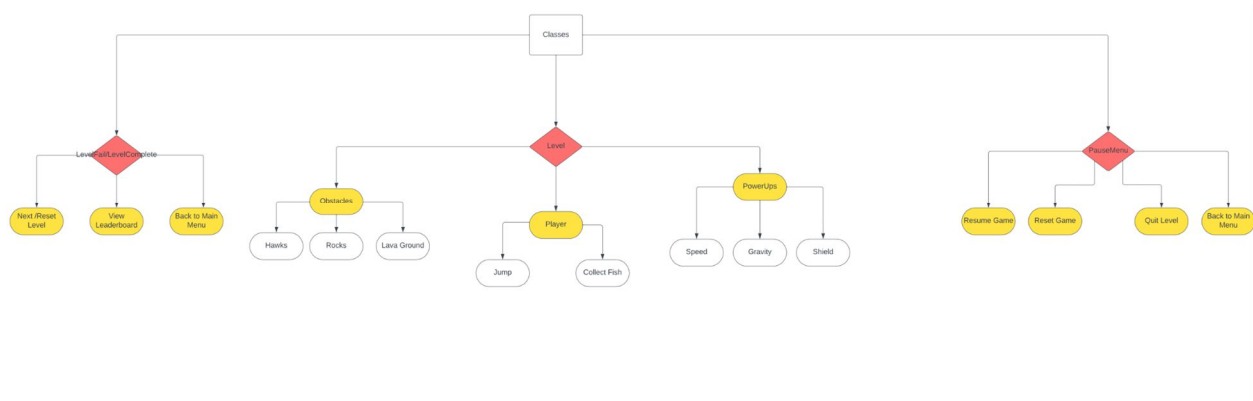 Classes
LevelFail/LevelComplete
Level
PauseMenu
Next /Reset
Level
View
Leaderboard
Back to Main
Menu
Obstacles
Hawks
Rocks
Lava Ground
Player
Jump
Collect Fish
PowerUps
Speed
Gravity
Shield
Resume Game
Reset Game
Quit Level
Back to Main
Menu